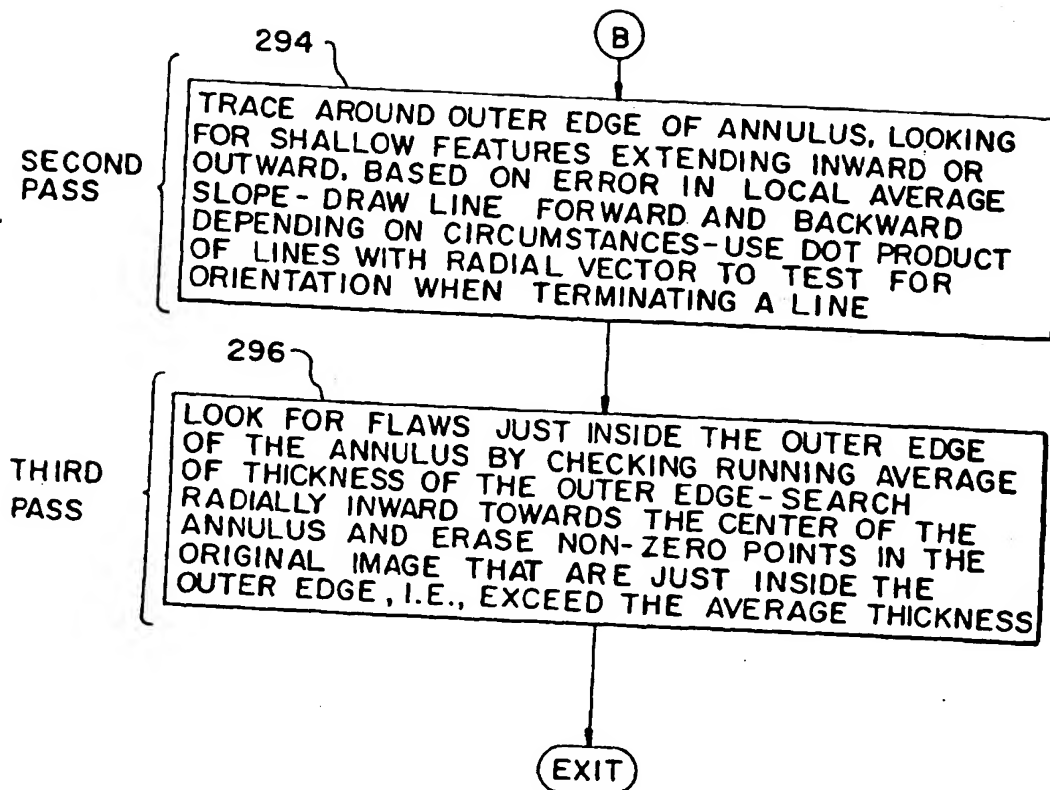 B
294
SECOND
PASS
TRACE AROUND OUTER EDGE OF ANNULUS, LOOKING
FOR SHALLOW FEATURES EXTENDING INWARD OR
OUTWARD, BASED ON ERROR IN LOCAL AVERAGE
SLOPE - DRAW LINE FORWARD AND BACKWARD
DEPENDING ON CIRCUMSTANCES - USE DOT PRODUCT
OF LINES WITH RADIAL VECTOR TO TEST FOR
ORIENTATION WHEN TERMINATING A LINE
296
THIRD
PASS
LOOK FOR FLAWS JUST INSIDE THE OUTER EDGE
OF THE ANNULUS BY CHECKING RUNNING AVERAGE
OF THICKNESS OF THE OUTER EDGE - SEARCH
RADIALLY INWARD TOWARDS THE CENTER OF THE
ANNULUS AND ERASE NON-ZERO POINTS IN THE
ORIGINAL IMAGE THAT ARE JUST INSIDE THE
OUTER EDGE, I.E., EXCEED THE AVERAGE THICKNESS
EXIT